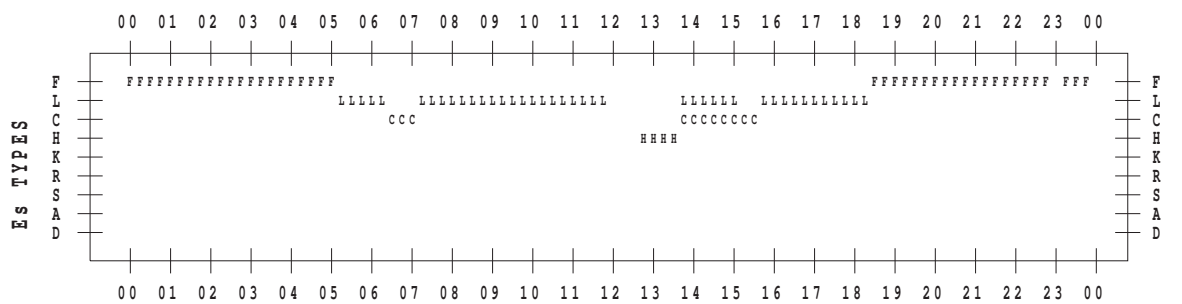 00 01 02 03 04 05 06 07 08 09 10 11 12 13 14 15 16 17 18 19 20 21 22 23 00
Es TYPES
F FFFFFFFFFFFFFFFFFFFFF FFFFFFFFFFFFFFFFFF FFF F
L LLLLL LLLLLLLLLLLLLLLLLLL LLLLLL LLLLLLLLLLL L
C CCC CCCCCCCC C
H HHHH H
K K
R R
S S
A A
D D
00 01 02 03 04 05 06 07 08 09 10 11 12 13 14 15 16 17 18 19 20 21 22 23 00